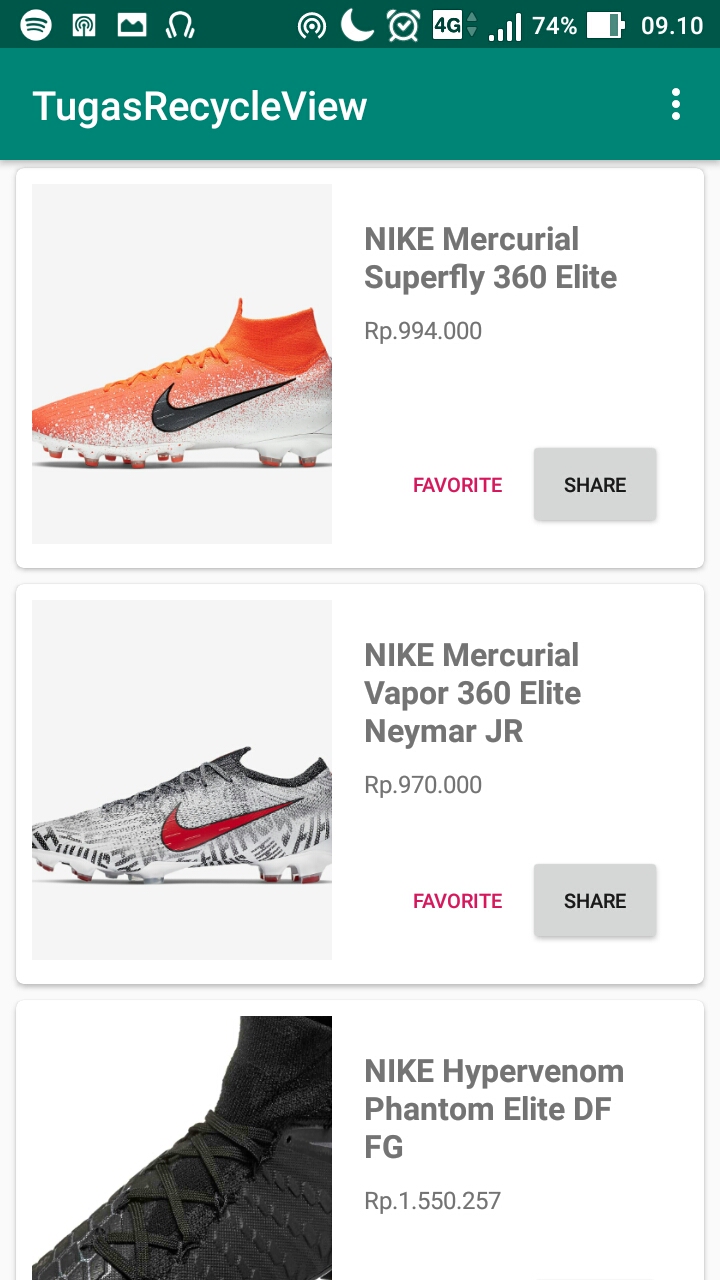 4G 74% 09.10
TugasRecycleView
NIKE Mercurial
Superfly 360 Elite
Rp.994.000
FAVORITE SHARE
NIKE Mercurial
Vapor 360 Elite
Neymar JR
Rp.970.000
FAVORITE SHARE
NIKE Hypervenom
Phantom Elite DF
FG
Rp.1.550.257